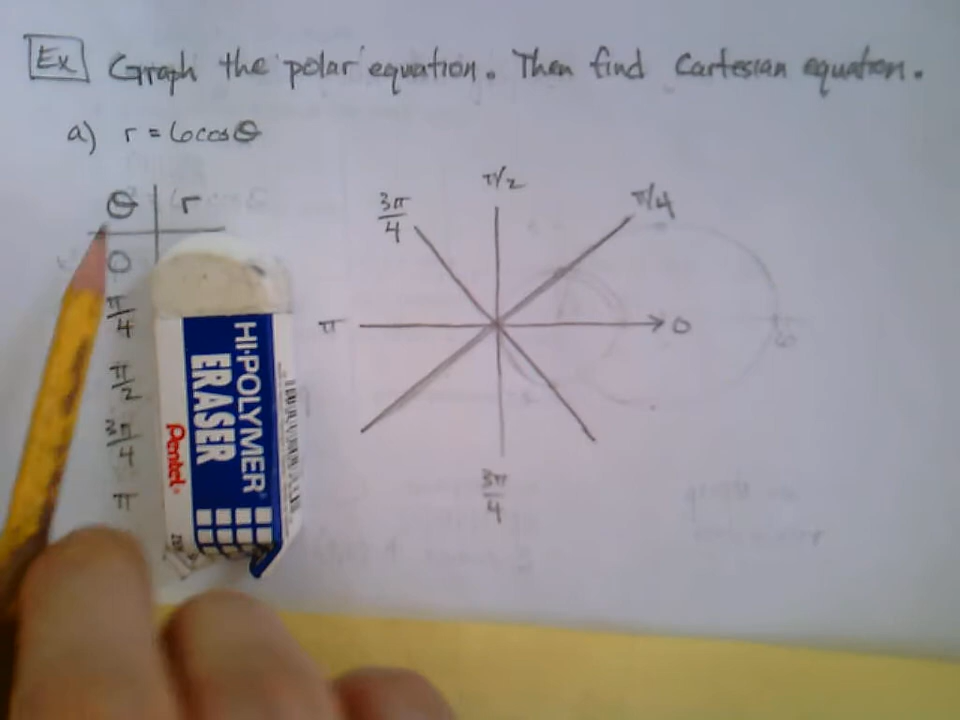 Ex Graph the polar equation. Then find Cartesian equation.
a) r = 6cosθ
θ r
0
π/4
π/2
3π/4
π
π/2
3π/4
π/4
π
0
3π/4
HI-POLYMER®
ERASER
Pentel®